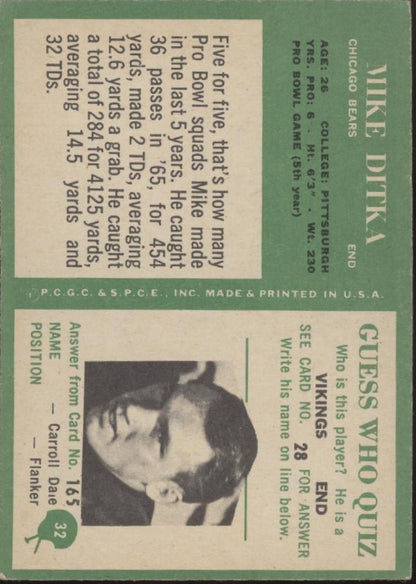 MIKE DITKA
CHICAGO BEARS END
AGE: 26 COLLEGE: PITTSBURGH
YRS. PRO: 6 · Ht. 6'3" · Wt. 230
PRO BOWL GAME (5th year)
Five for five, that's how many
Pro Bowl squads Mike made
in the last 5 years. He caught
36 passes in '65, for 454
yards, made 2 TDs, averaging
12.6 yards a grab. He caught
a total of 284 for 4125 yards,
averaging 14.5 yards and
32 TDs.
P.C.G.C. & S.P.C.E., INC. MADE & PRINTED IN U.S.A.
GUESS WHO QUIZ
Who is this player? He is a
VIKINGS END
SEE CARD NO. 28 FOR ANSWER
Write his name on line below.
Answer from Card No. 165
NAME — Carroll Dale
POSITION — Flanker
32